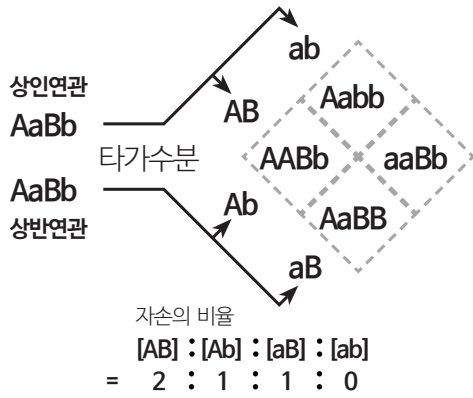 ab
상인연관
AB
Aabb
AaBb
타가수분
AABb
aaBb
AaBb
Ab
AaBB
상반연관
aB
자손의 비율
[AB] : [Ab] : [aB] : [ab]
= 2 : 1 : 1 : 0